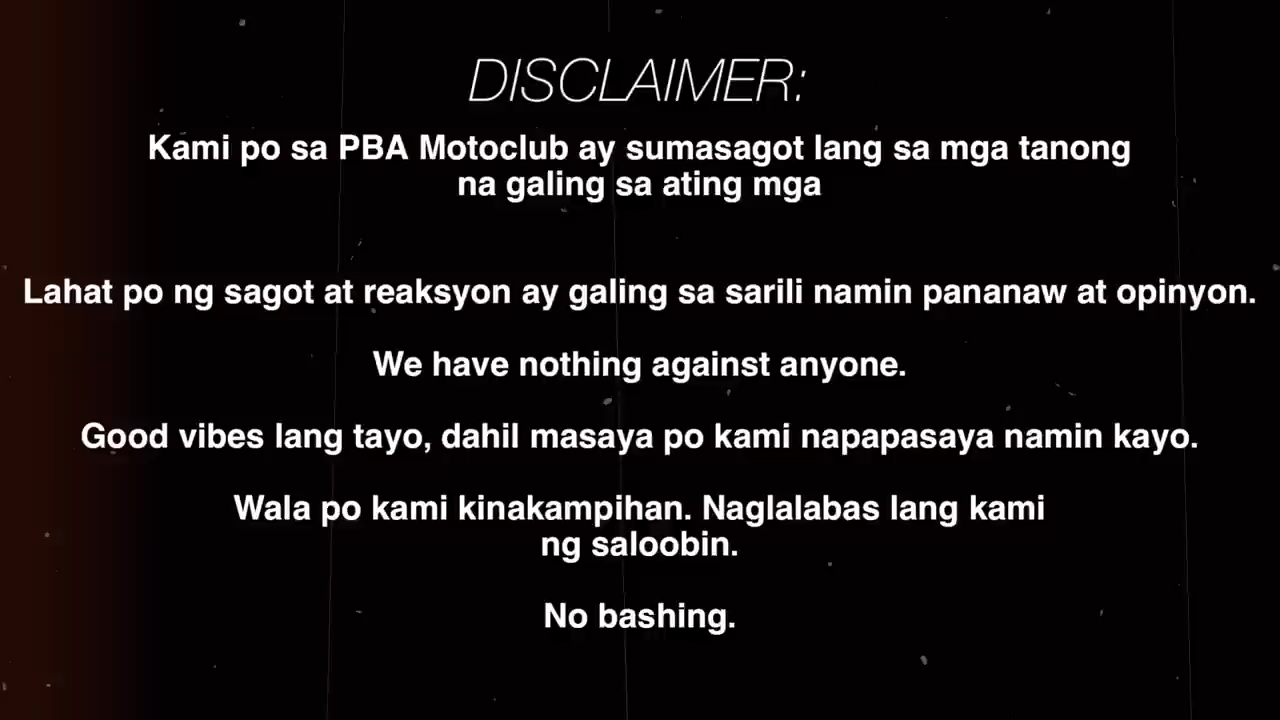 DISCLAIMER:
Kami po sa PBA Motoclub ay sumasagot lang sa mga tanong
na galing sa ating mga
Lahat po ng sagot at reaksyon ay galing sa sarili namin pananaw at opinyon.
We have nothing against anyone.
Good vibes lang tayo, dahil masaya po kami napapasaya namin kayo.
Wala po kami kinakampihan. Naglalabas lang kami
ng saloobin.
No bashing.